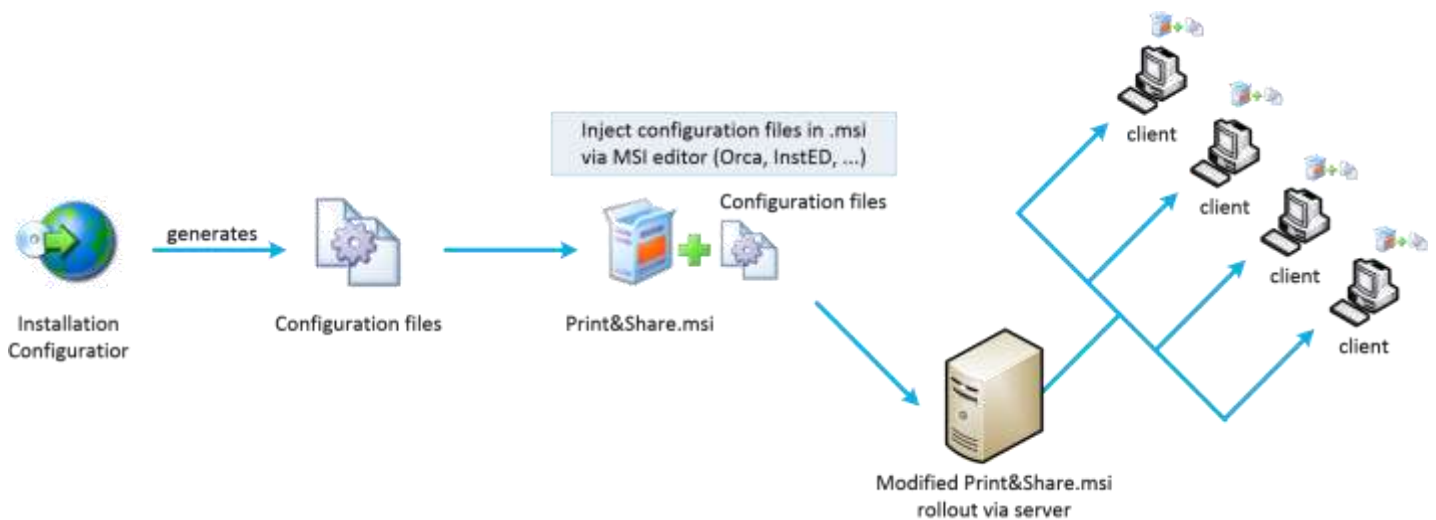 Inject configuration files in .msi
via MSI editor (Orca, InstED, ...)
Configuration files
generates
Installation
Configuratior
Configuration files
Print&Share.msi
Modified Print&Share.msi
rollout via server
client
client
client
client